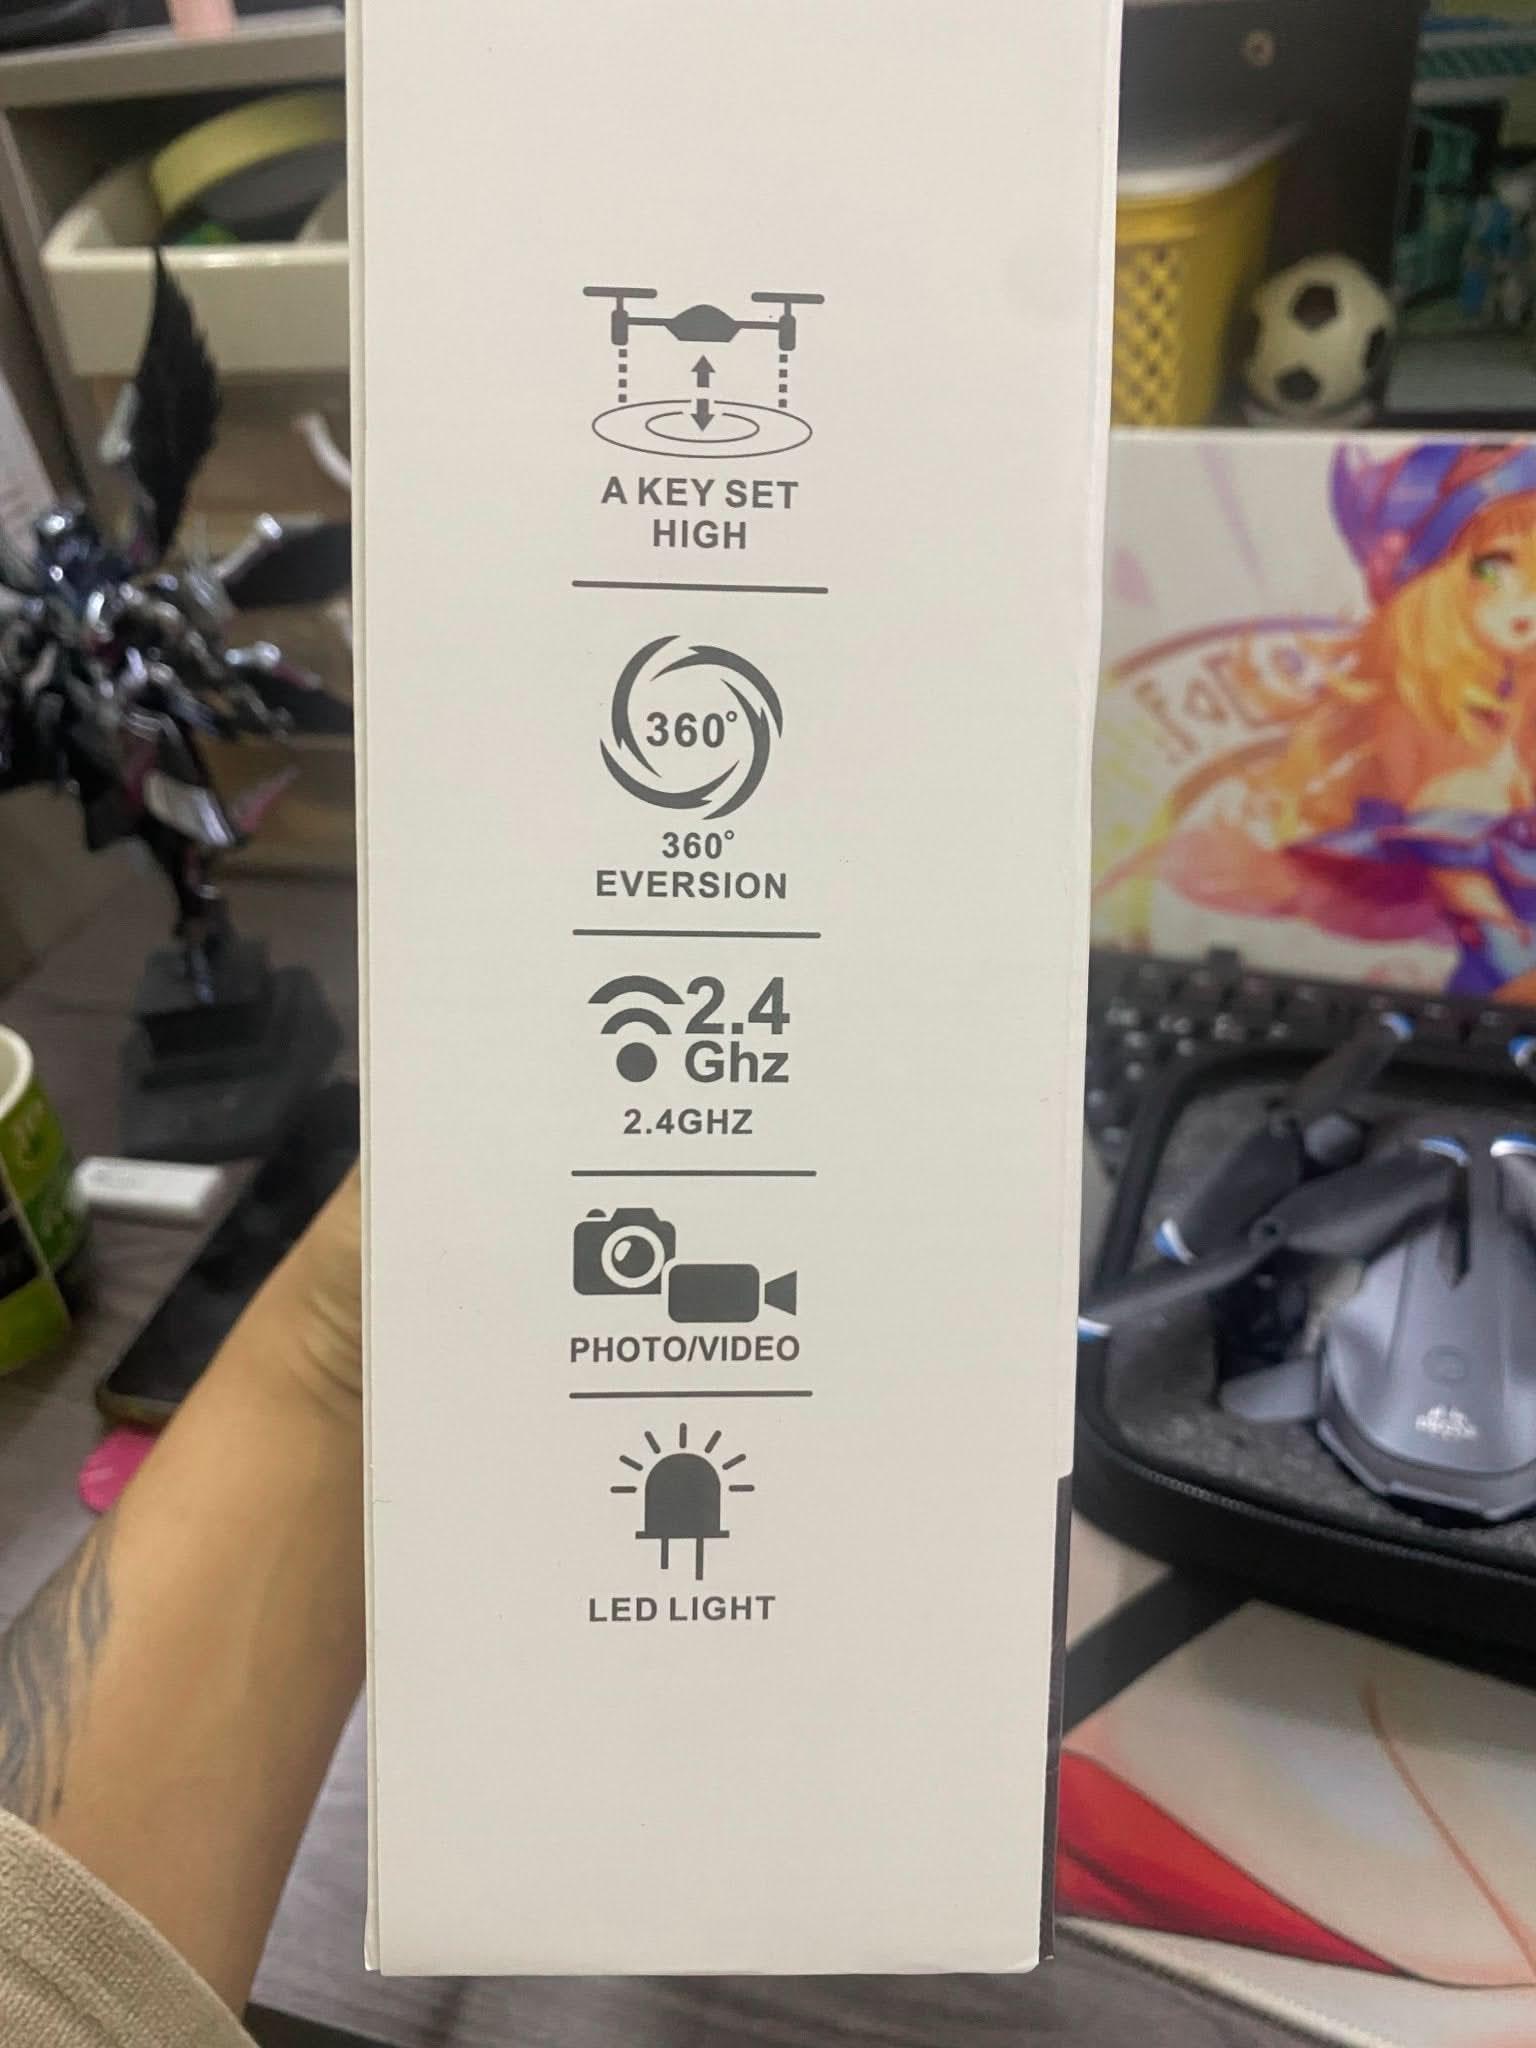 A KEY SET
HIGH
360°
360°
EVERSION
2.4
Ghz
2.4GHZ
PHOTO/VIDEO
LED LIGHT